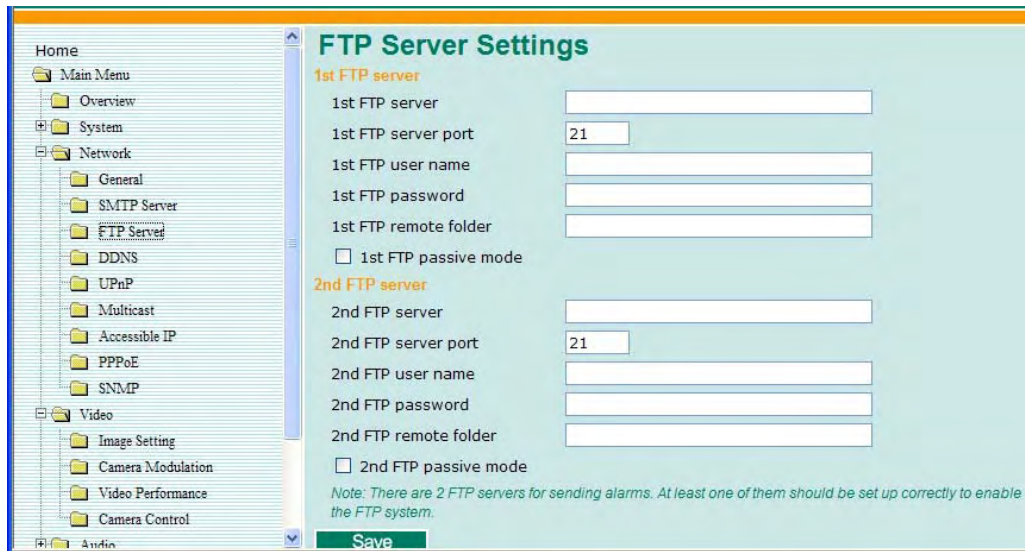 Home
Main Menu
Overview
System
Network
General
SMTP Server
FTP Server
DDNS
UPnP
Multicast
Accessible IP
PPPoE
SNMP
Video
Image Setting
Camera Modulation
Video Performance
Camera Control
Audio
FTP Server Settings
1st FTP server
1st FTP server
1st FTP server port 21
1st FTP user name
1st FTP password
1st FTP remote folder
1st FTP passive mode
2nd FTP server
2nd FTP server
2nd FTP server port 21
2nd FTP user name
2nd FTP password
2nd FTP remote folder
2nd FTP passive mode
Note: There are 2 FTP servers for sending alarms. At least one of them should be set up correctly to enable
the FTP system.
Save